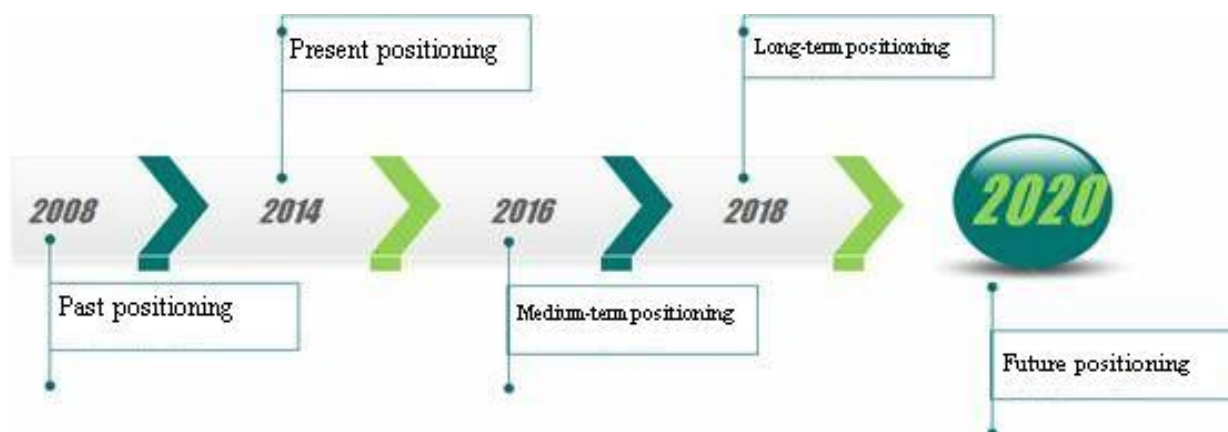 Present positioning
Long-term positioning
2008
2014
2016
2018
2020
Past positioning
Medium-term positioning
Future positioning